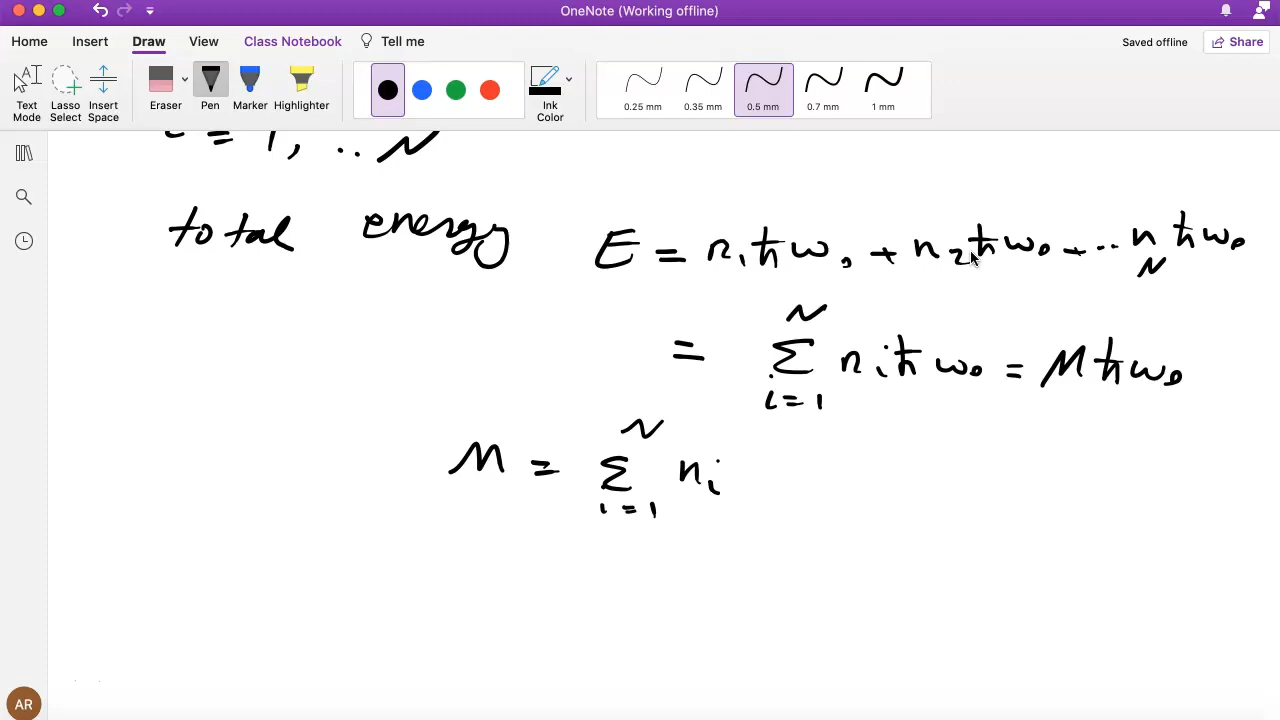 OneNote (Working offline)
Home Insert Draw View Class Notebook Tell me
Saved offline Share
Text Mode Lasso Select Insert Space Eraser Pen Marker Highlighter Ink Color 0.25 mm 0.35 mm 0.5 mm 0.7 mm 1 mm
i = 1, .. N
total energy E = n₁ħω₀ + n₂ħω₀ + ·· n_N ħω₀
= Σ_{i=1}^{N} nᵢħω₀ = Mħω₀
M = Σ_{i=1}^{N} nᵢ
AR